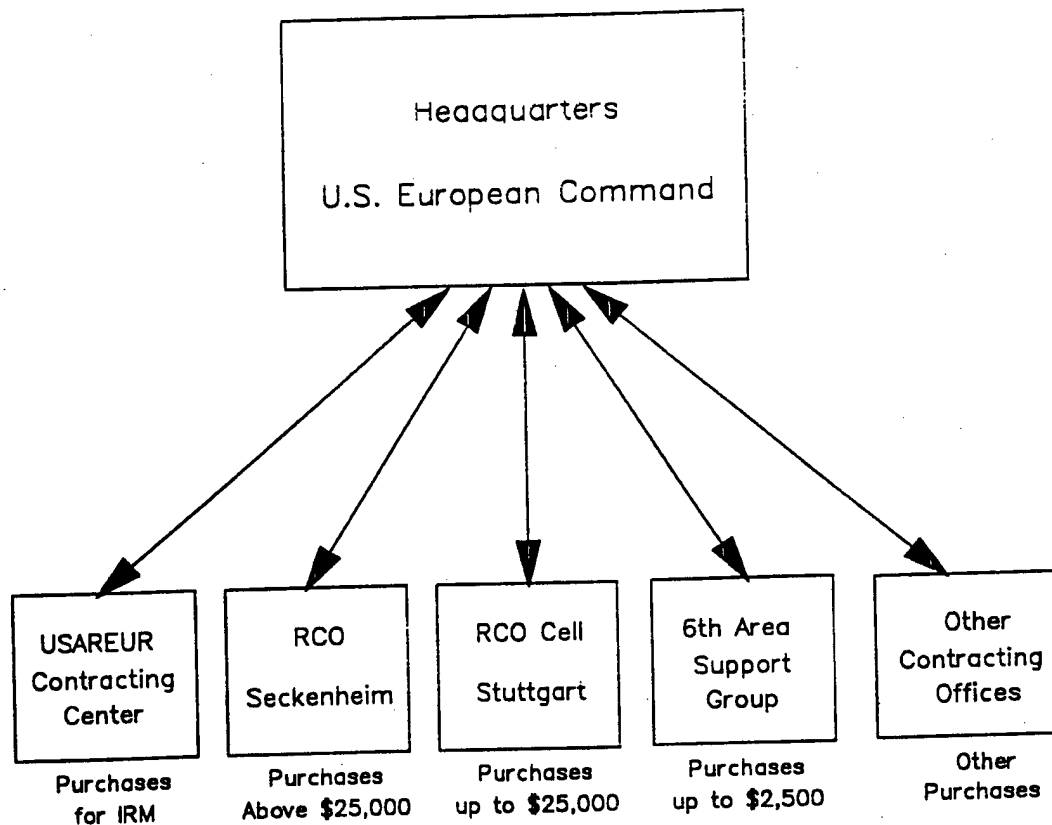 Headquarters
U.S. European Command
USAREUR
Contracting
Center
RCO
Seckenheim
RCO Cell
Stuttgart
6th Area
Support
Group
Other
Contracting
Offices
Purchases
for IRM
Purchases
Above $25,000
Purchases
up to $25,000
Purchases
up to $2,500
Other
Purchases